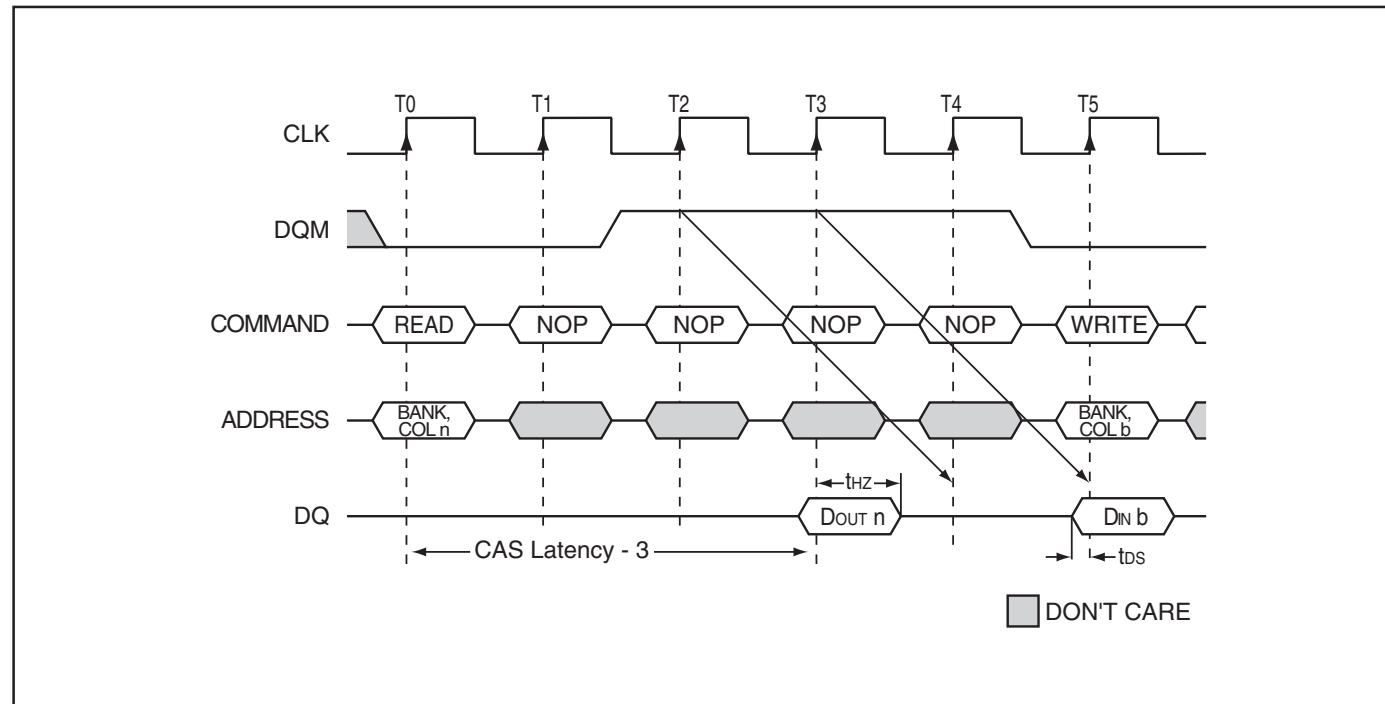 T0 T1 T2 T3 T4 T5
CLK
DQM
COMMAND READ NOP NOP NOP NOP WRITE
ADDRESS BANK, COL n BANK, COL b
tHZ
DQ DOUT n DIN b
CAS Latency - 3 tDS
DON'T CARE